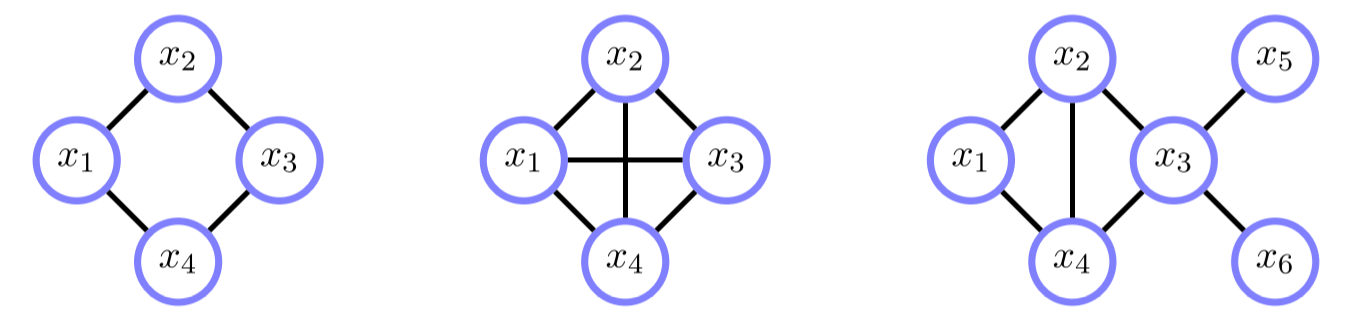 x₂
x₁ x₃
x₄
x₂
x₁ x₃
x₄
x₂ x₅
x₁ x₃
x₄ x₆